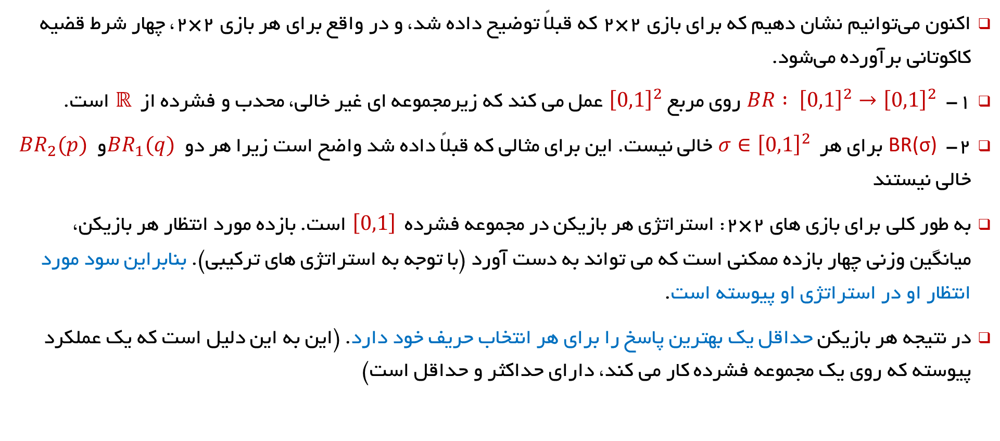 ❑ اکنون می‌توانیم نشان دهیم که برای بازی ۲×۲ که قبلاً توضیح داده شد، و در واقع برای هر بازی ۲×۲، چهار شرط قضیه
کاکوتانی برآورده می‌شود.
❑ ۱– BR : [0,1]² → [0,1]² روی مربع [0,1]² عمل می کند که زیرمجموعه ای غیر خالی، محدب و فشرده از ℝ است.
❑ ۲– BR(σ) برای هر σ ∈ [0,1]² خالی نیست. این برای مثالی که قبلاً داده شد واضح است زیرا هر دو BR₁(q) و BR₂(p)
خالی نیستند
❑ به طور کلی برای بازی های ۲×۲: استراتژی هر بازیکن در مجموعه فشرده [0,1] است. بازده مورد انتظار هر بازیکن،
میانگین وزنی چهار بازده ممکنی است که می تواند به دست آورد (با توجه به استراتژی های ترکیبی). بنابراین سود مورد
انتظار او در استراتژی او پیوسته است.
❑ در نتیجه هر بازیکن حداقل یک بهترین پاسخ را برای هر انتخاب حریف خود دارد. (این به این دلیل است که یک عملکرد
پیوسته که روی یک مجموعه فشرده کار می کند، دارای حداکثر و حداقل است)